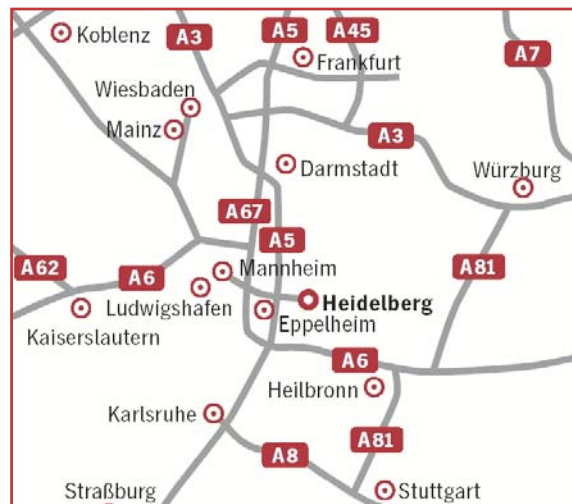 Koblenz
A3
A5
A45
Frankfurt
A7
Wiesbaden
Mainz
A3
Darmstadt
Würzburg
A67
A5
A62
A6
Mannheim
A81
Ludwigshafen
Heidelberg
Eppelheim
Kaiserslautern
A6
Heilbronn
Karlsruhe
A81
A8
Straßburg
Stuttgart